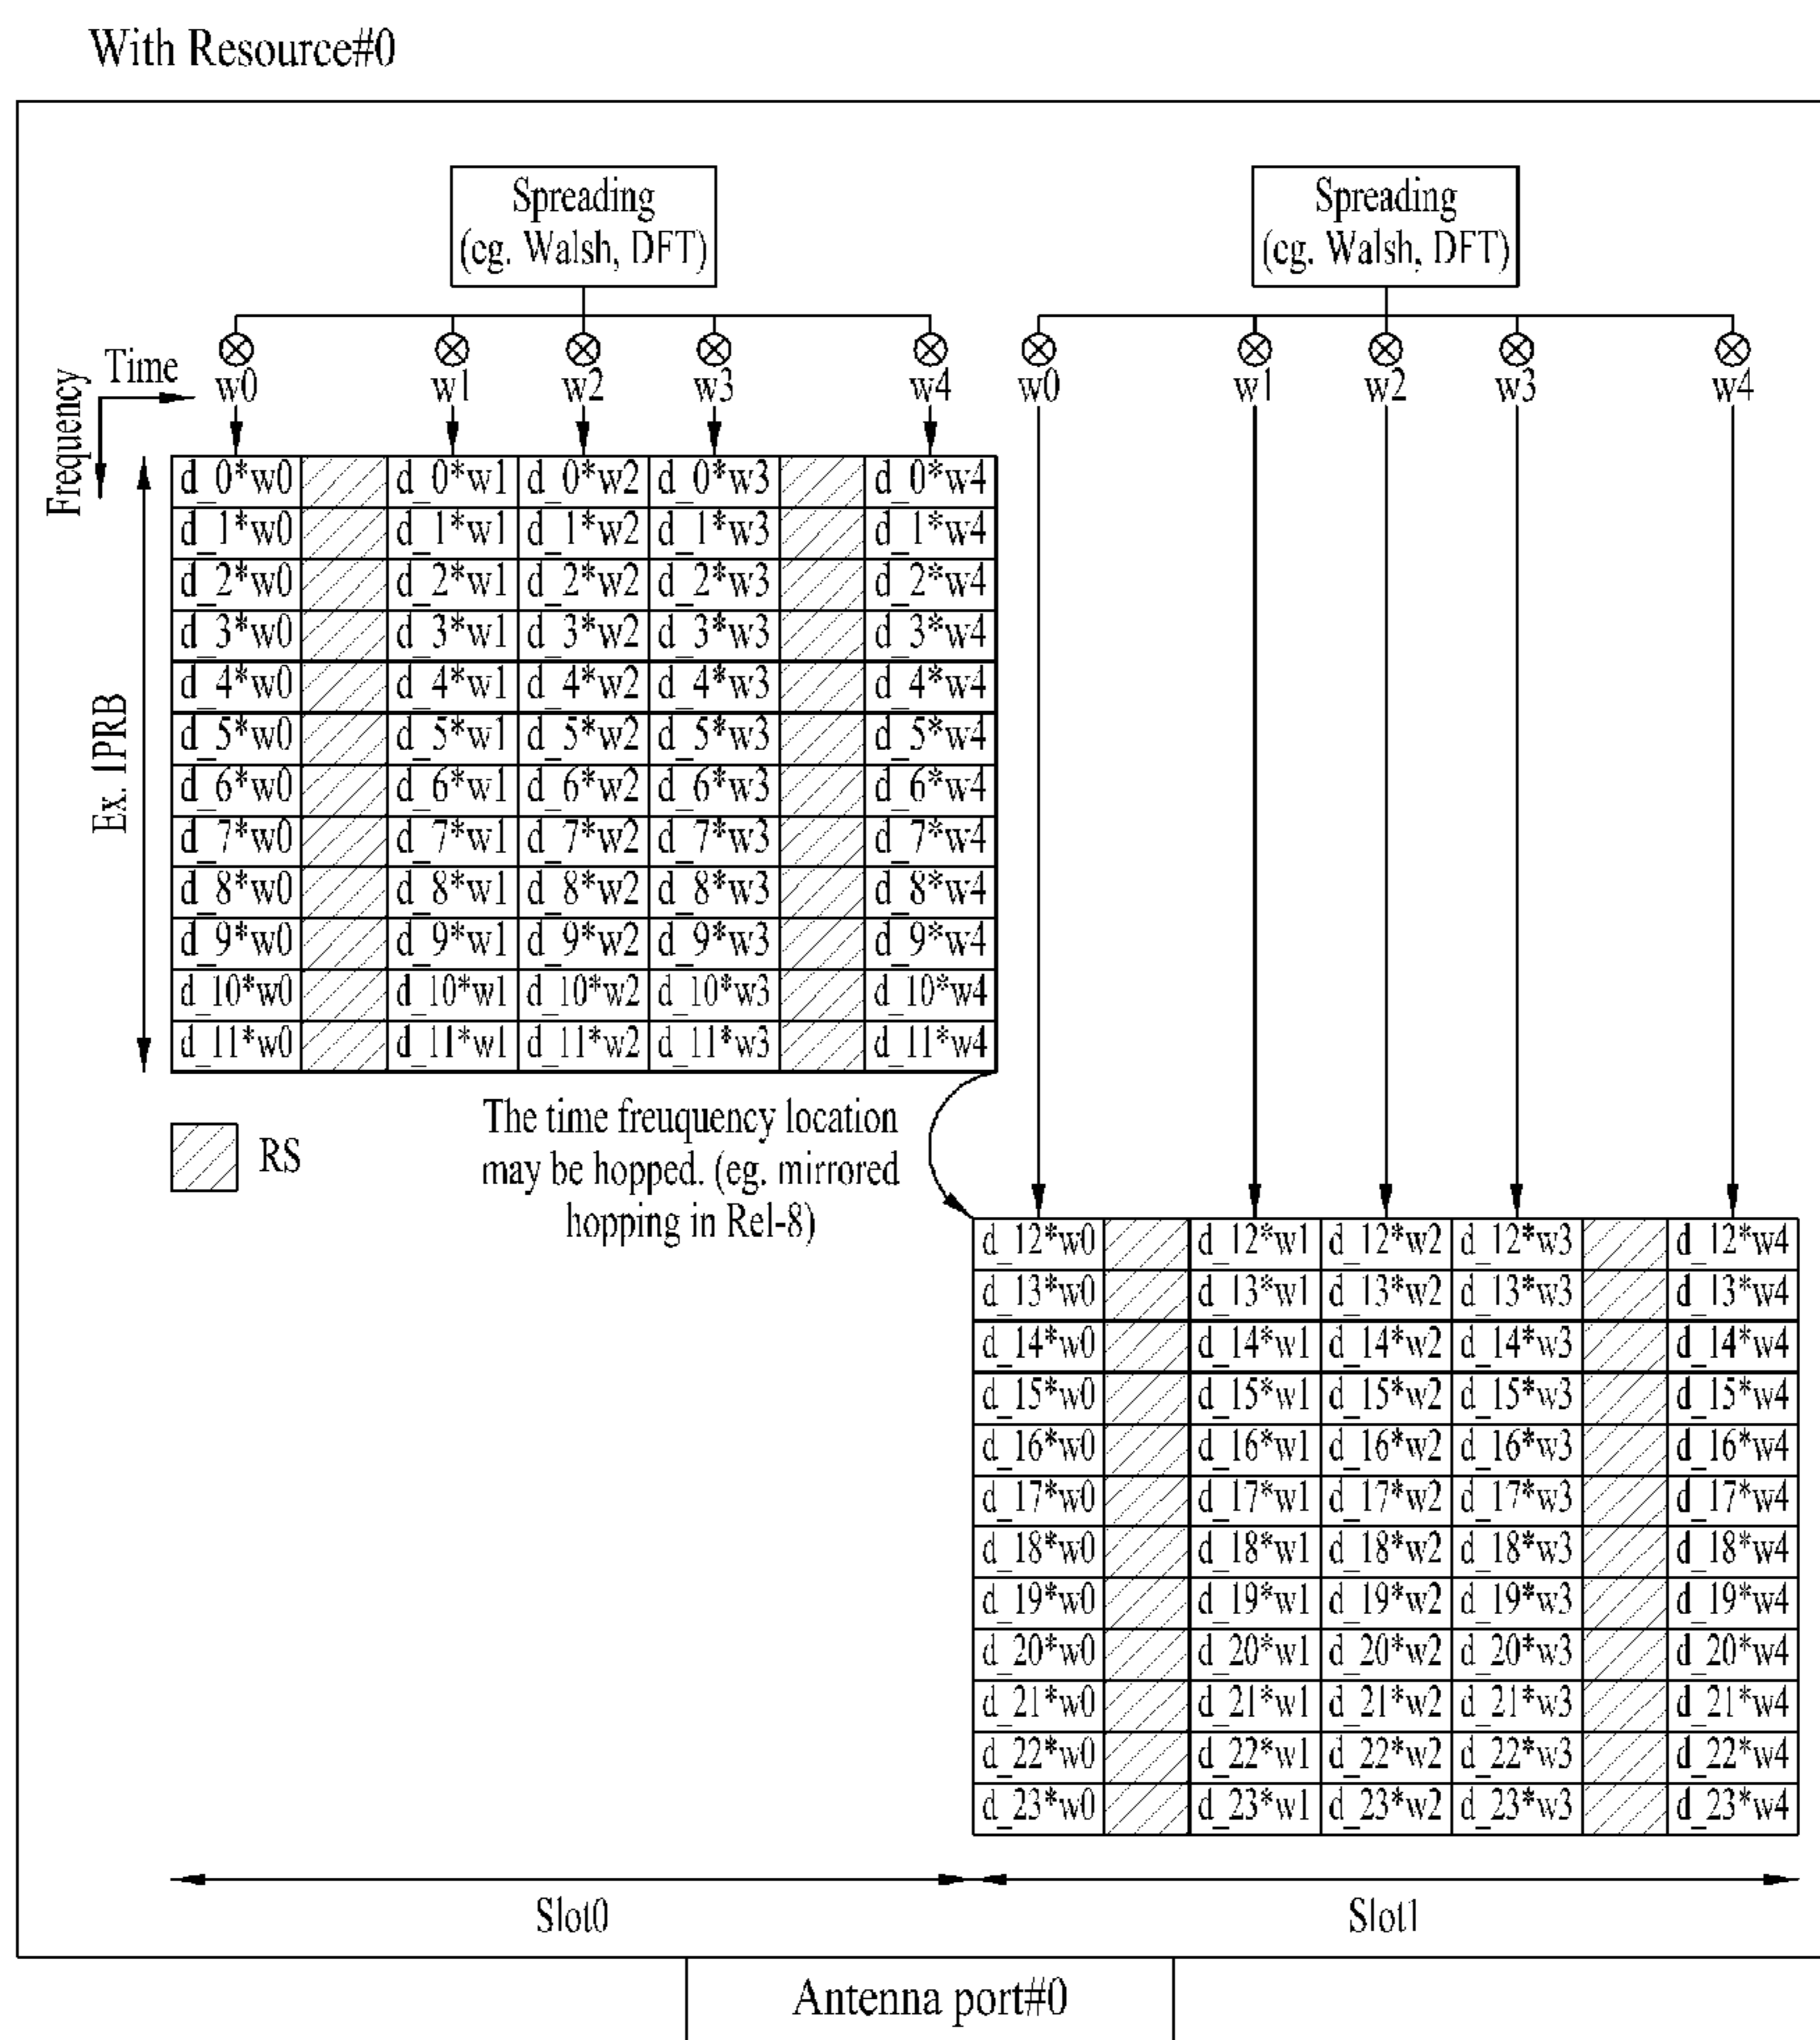 With Resource#0
Spreading
(eg. Walsh, DFT)
Spreading
(eg. Walsh, DFT)
Time
Frequency
w0 w1 w2 w3 w4 w0 w1 w2 w3 w4
d_0*w0 d_0*w1 d_0*w2 d_0*w3 d_0*w4
d_1*w0 d_1*w1 d_1*w2 d_1*w3 d_1*w4
d_2*w0 d_2*w1 d_2*w2 d_2*w3 d_2*w4
d_3*w0 d_3*w1 d_3*w2 d_3*w3 d_3*w4
d_4*w0 d_4*w1 d_4*w2 d_4*w3 d_4*w4
d_5*w0 d_5*w1 d_5*w2 d_5*w3 d_5*w4
d_6*w0 d_6*w1 d_6*w2 d_6*w3 d_6*w4
d_7*w0 d_7*w1 d_7*w2 d_7*w3 d_7*w4
d_8*w0 d_8*w1 d_8*w2 d_8*w3 d_8*w4
d_9*w0 d_9*w1 d_9*w2 d_9*w3 d_9*w4
d_10*w0 d_10*w1 d_10*w2 d_10*w3 d_10*w4
d_11*w0 d_11*w1 d_11*w2 d_11*w3 d_11*w4
Ex. 1PRB
RS
The time freuquency location
may be hopped. (eg. mirrored
hopping in Rel-8)
d_12*w0 d_12*w1 d_12*w2 d_12*w3 d_12*w4
d_13*w0 d_13*w1 d_13*w2 d_13*w3 d_13*w4
d_14*w0 d_14*w1 d_14*w2 d_14*w3 d_14*w4
d_15*w0 d_15*w1 d_15*w2 d_15*w3 d_15*w4
d_16*w0 d_16*w1 d_16*w2 d_16*w3 d_16*w4
d_17*w0 d_17*w1 d_17*w2 d_17*w3 d_17*w4
d_18*w0 d_18*w1 d_18*w2 d_18*w3 d_18*w4
d_19*w0 d_19*w1 d_19*w2 d_19*w3 d_19*w4
d_20*w0 d_20*w1 d_20*w2 d_20*w3 d_20*w4
d_21*w0 d_21*w1 d_21*w2 d_21*w3 d_21*w4
d_22*w0 d_22*w1 d_22*w2 d_22*w3 d_22*w4
d_23*w0 d_23*w1 d_23*w2 d_23*w3 d_23*w4
Slot0 Slot1
Antenna port#0